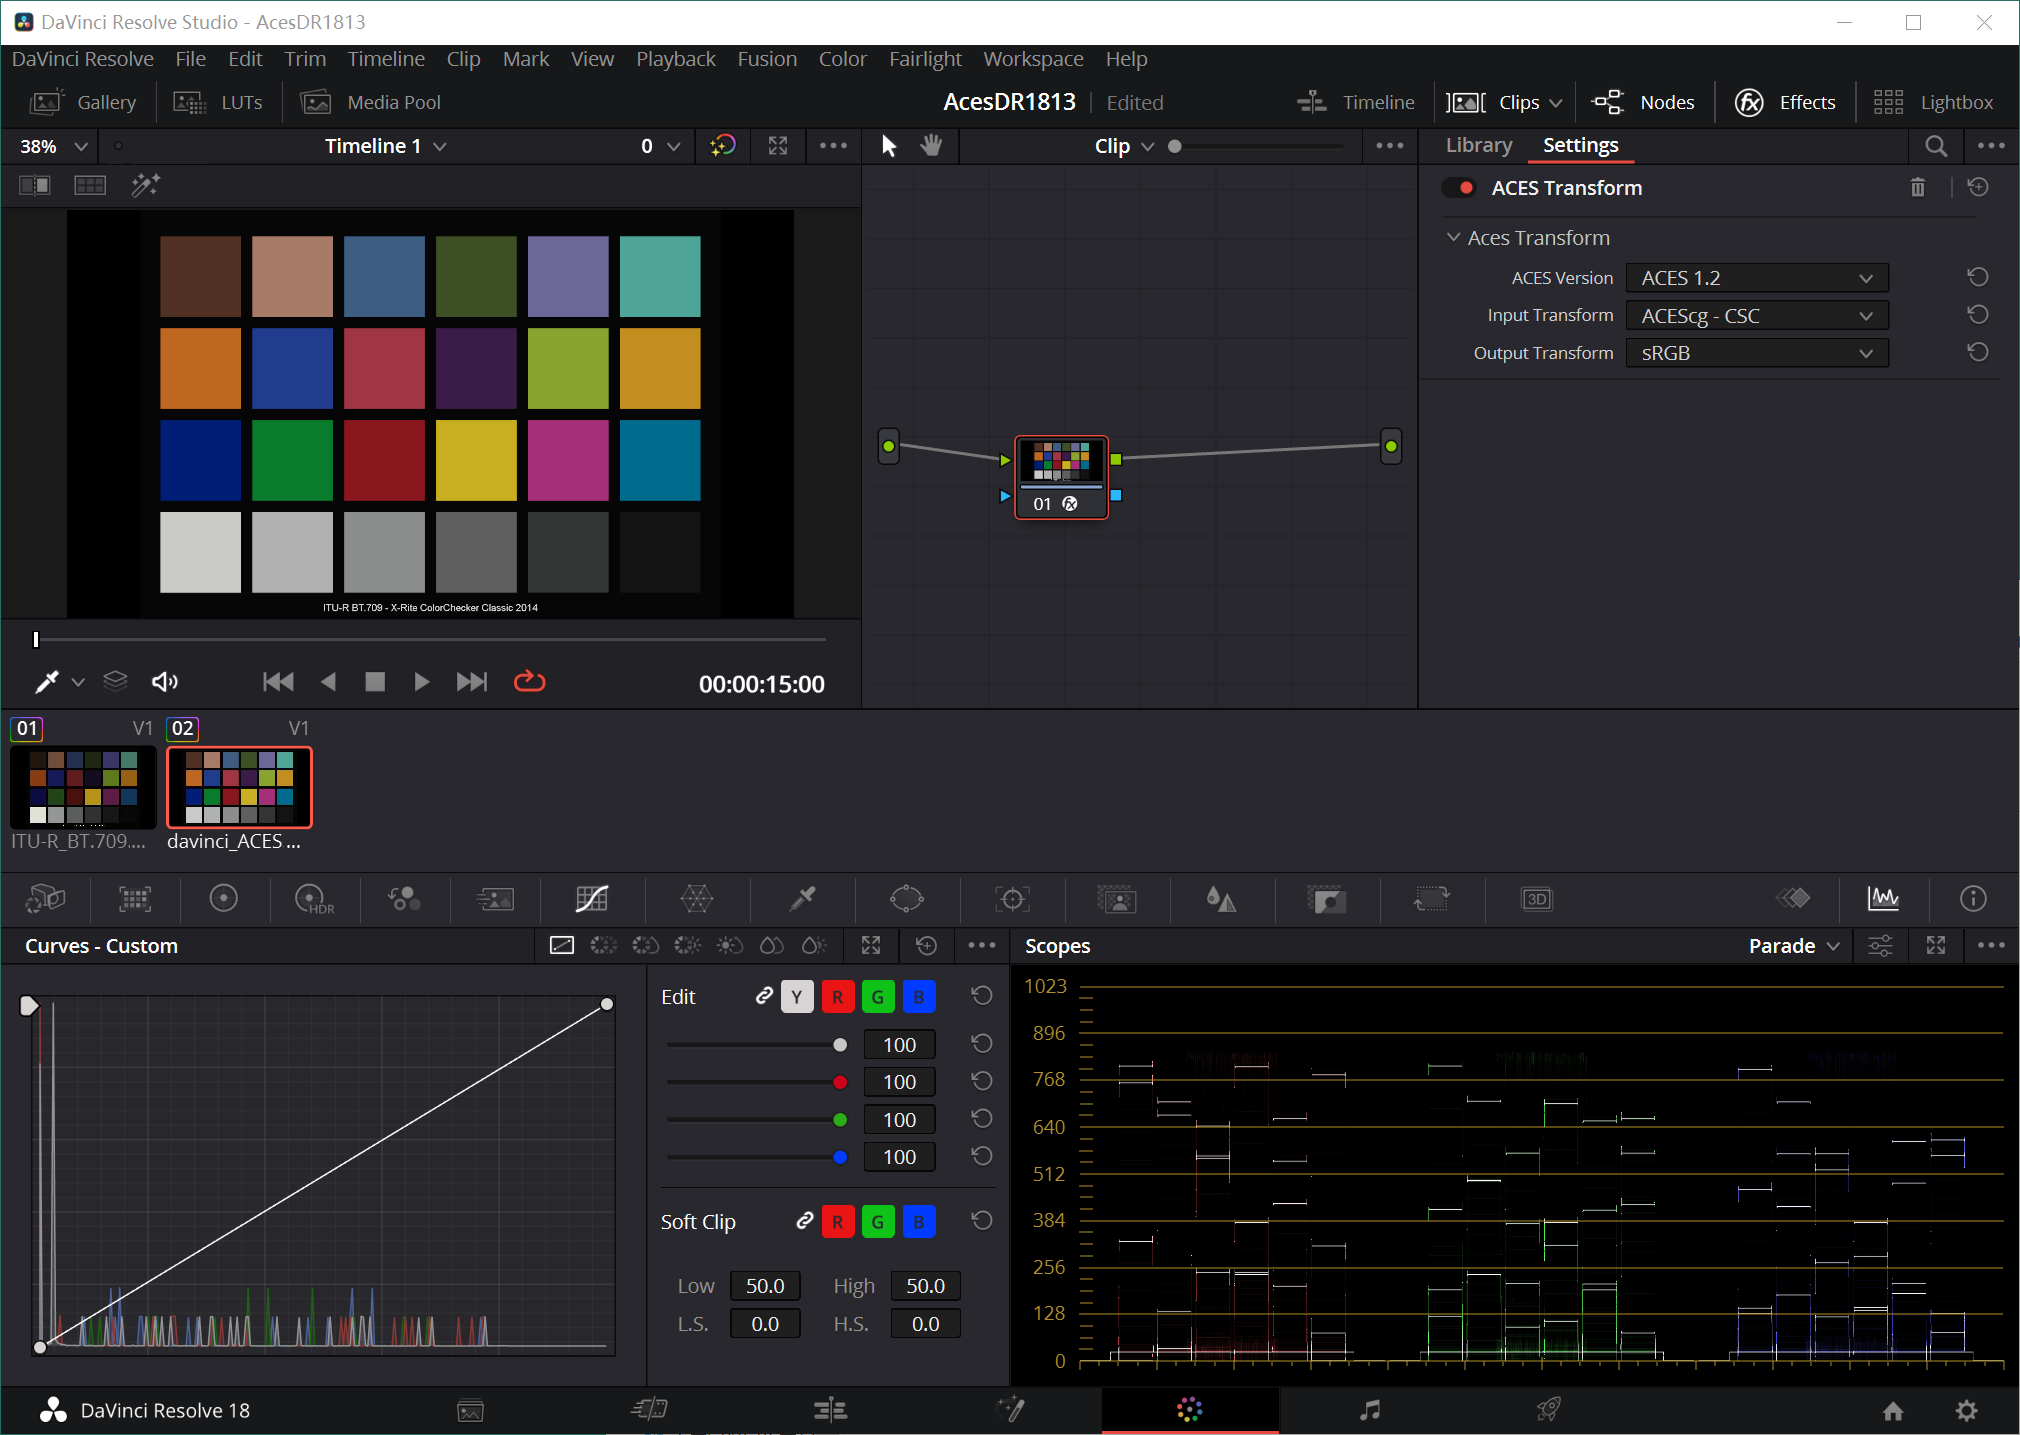 DaVinci Resolve Studio - AcesDR1813
DaVinci Resolve File Edit Trim Timeline Clip Mark View Playback Fusion Color Fairlight Workspace Help
Gallery LUTs Media Pool AcesDR1813 Edited Timeline Clips Nodes fx Effects Lightbox
38% Timeline 1 0 Clip Library Settings
ACES Transform
Aces Transform
ACES Version ACES 1.2
Input Transform ACEScg - CSC
Output Transform sRGB
01 fx
ITU-R BT.709 - X-Rite ColorChecker Classic 2014
00:00:15:00
01 V1 02 V1
ITU-R_BT.709.... davinci_ACES ...
HDR 3D
Curves - Custom Scopes Parade
Edit Y R G B
100
100
100
100
Soft Clip R G B
Low 50.0 High 50.0
L.S. 0.0 H.S. 0.0
1023
896
768
640
512
384
256
128
0
DaVinci Resolve 18